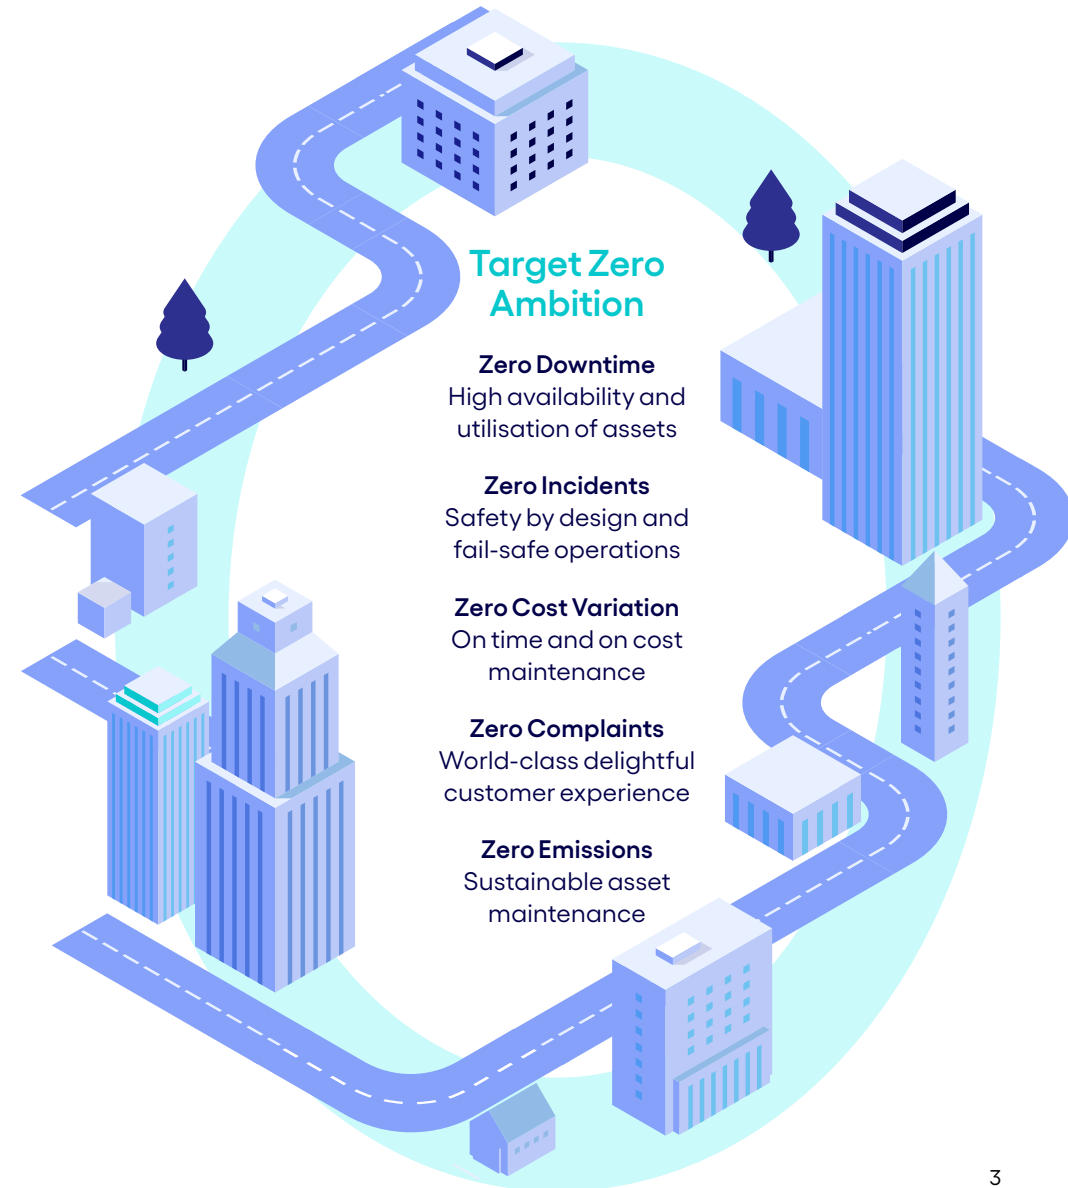 Target Zero
Ambition
Zero Downtime
High availability and
utilisation of assets
Zero Incidents
Safety by design and
fail-safe operations
Zero Cost Variation
On time and on cost
maintenance
Zero Complaints
World-class delightful
customer experience
Zero Emissions
Sustainable asset
maintenance
3